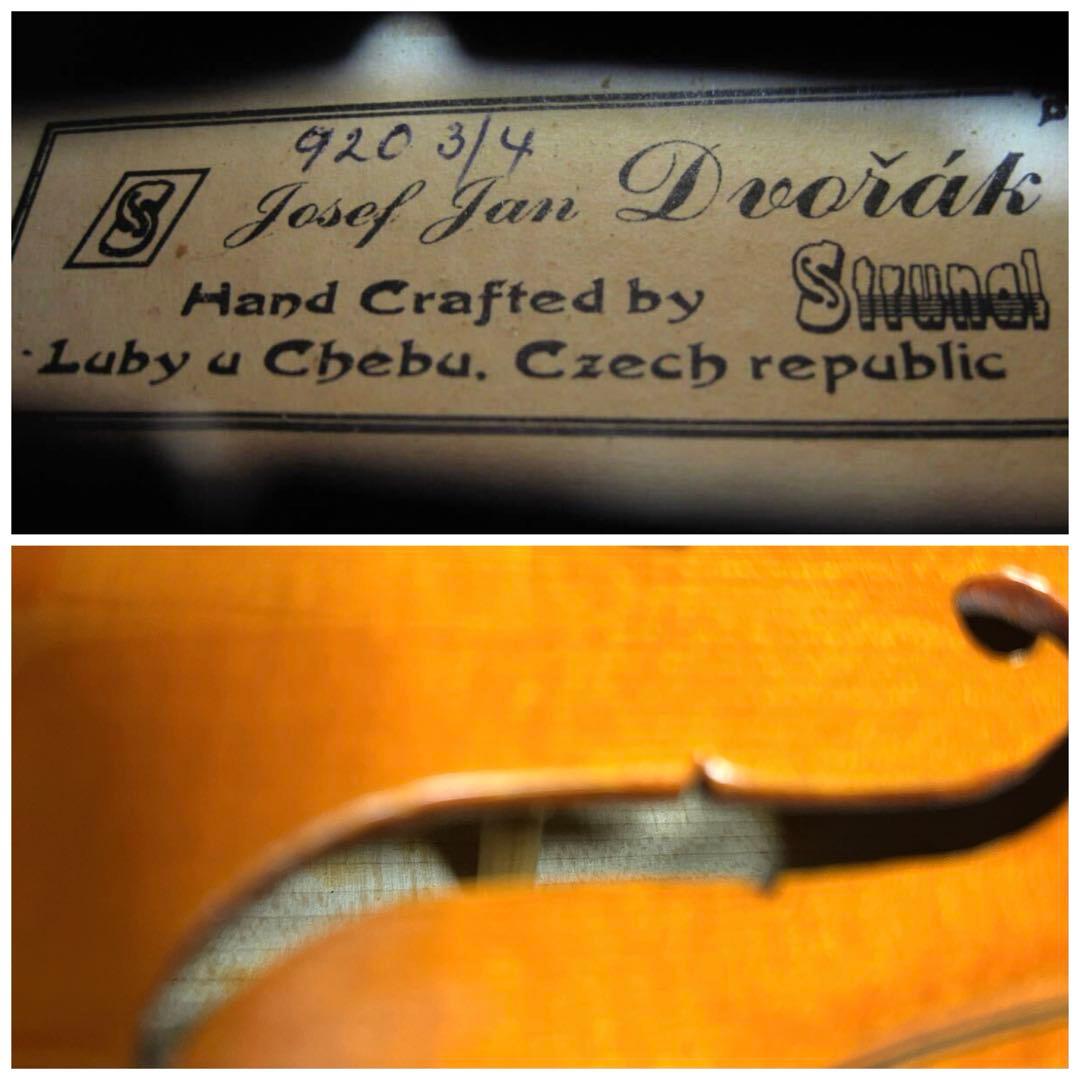 920 3/4
S Josef Jan Dvořák
Hand Crafted by Strunal
Luby u Chebu. Czech republic